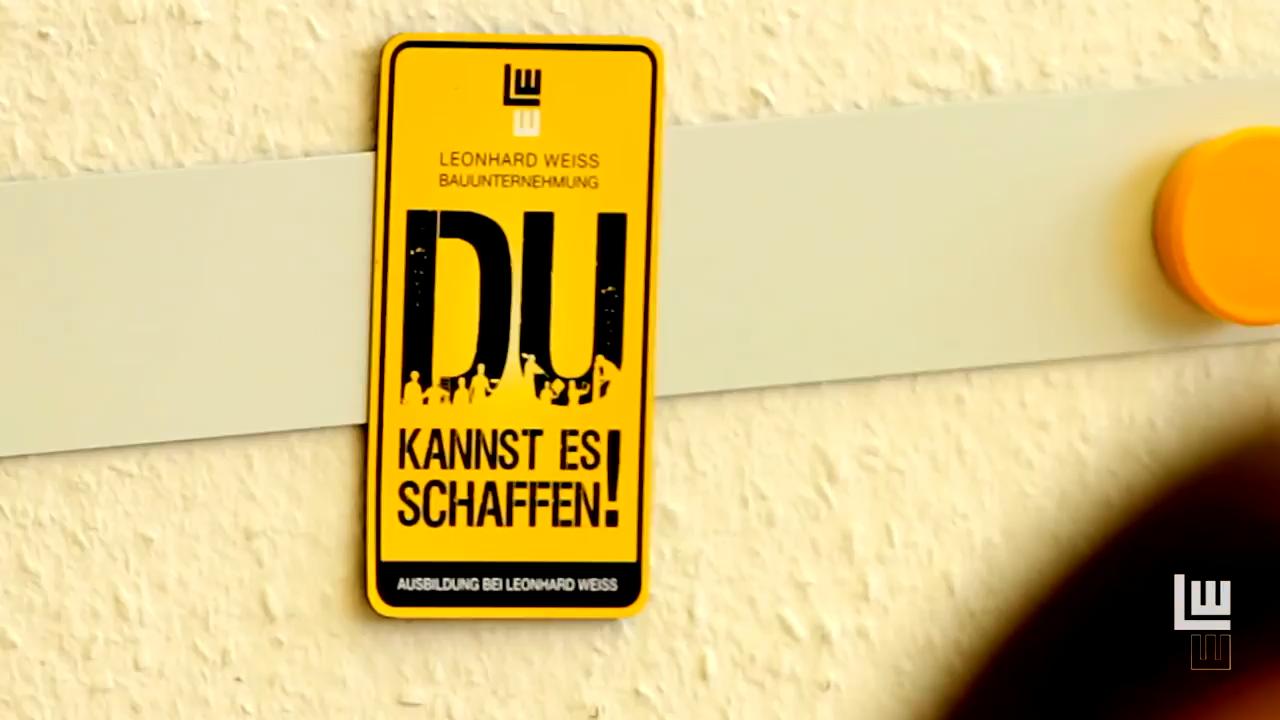 LEONHARD WEISS
BAUUNTERNEHMUNG
DU
KANNST ES
SCHAFFEN!
AUSBILDUNG BEI LEONHARD WEISS